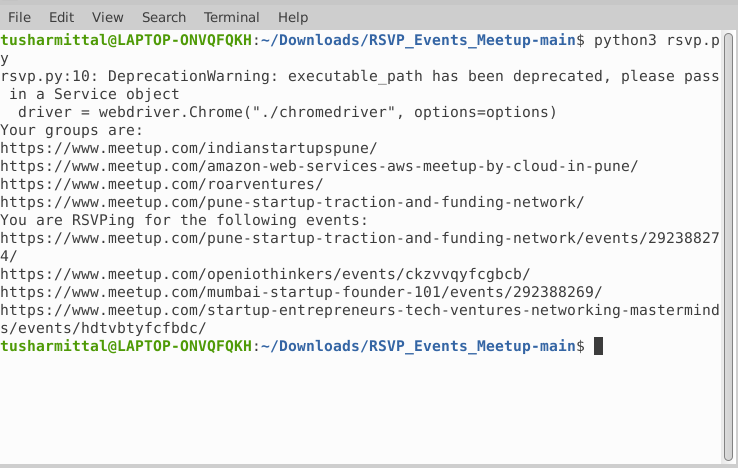 File Edit View Search Terminal Help
tusharmittal@LAPTOP-ONVQFQKH:~/Downloads/RSVP_Events_Meetup-main$ python3 rsvp.p
y
rsvp.py:10: DeprecationWarning: executable_path has been deprecated, please pass
 in a Service object
  driver = webdriver.Chrome("./chromedriver", options=options)
Your groups are:
https://www.meetup.com/indianstartupspune/
https://www.meetup.com/amazon-web-services-aws-meetup-by-cloud-in-pune/
https://www.meetup.com/roarventures/
https://www.meetup.com/pune-startup-traction-and-funding-network/
You are RSVPing for the following events:
https://www.meetup.com/pune-startup-traction-and-funding-network/events/29238827
4/
https://www.meetup.com/openiothinkers/events/ckzvvqyfcgbcb/
https://www.meetup.com/mumbai-startup-founder-101/events/292388269/
https://www.meetup.com/startup-entrepreneurs-tech-ventures-networking-mastermind
s/events/hdtvbtyfcfbdc/
tusharmittal@LAPTOP-ONVQFQKH:~/Downloads/RSVP_Events_Meetup-main$